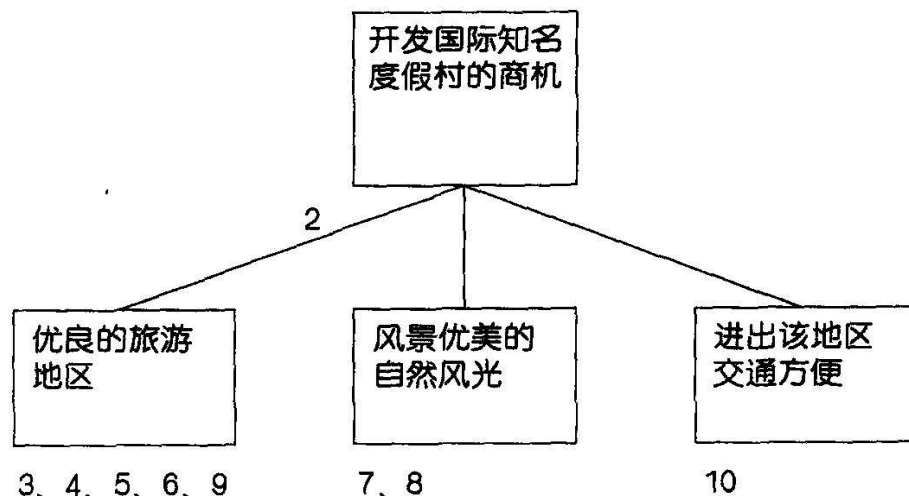 开发国际知名
度假村的商机
2
优良的旅游
地区
风景优美的
自然风光
进出该地区
交通方便
3、4、5、6、9
7、8
10